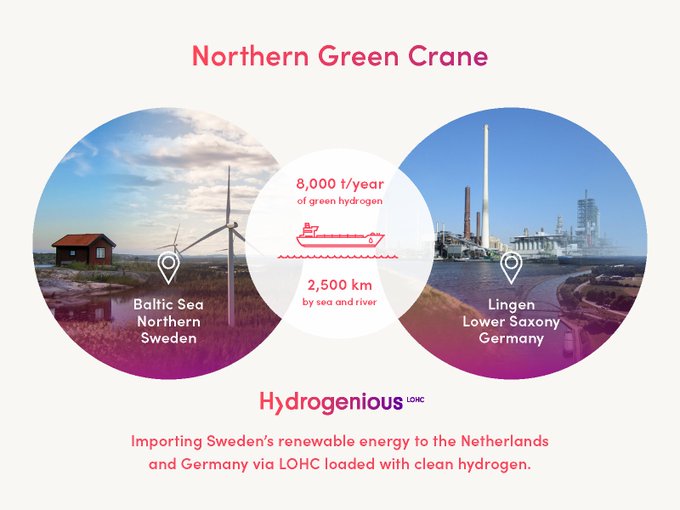 Northern Green Crane
8,000 t/year
of green hydrogen
2,500 km
by sea and river
Baltic Sea
Northern
Sweden
Lingen
Lower Saxony
Germany
Hydrogenious LOHC
Importing Sweden's renewable energy to the Netherlands
and Germany via LOHC loaded with clean hydrogen.